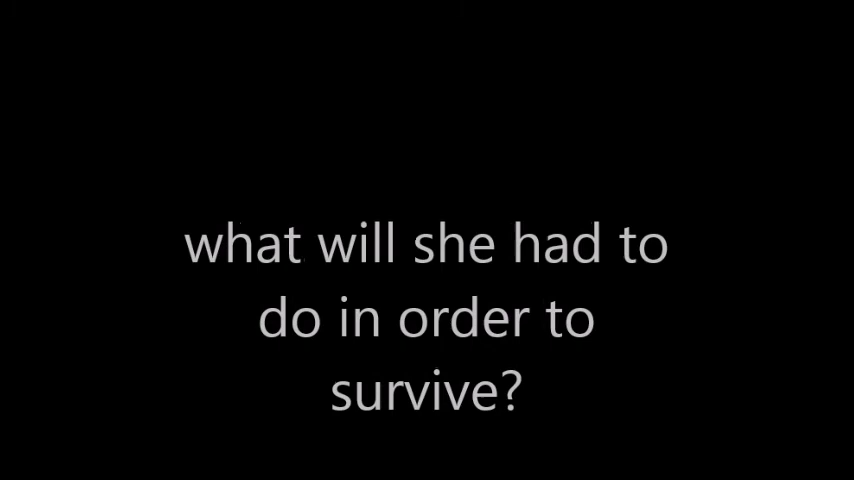 what will she had to
do in order to
survive?